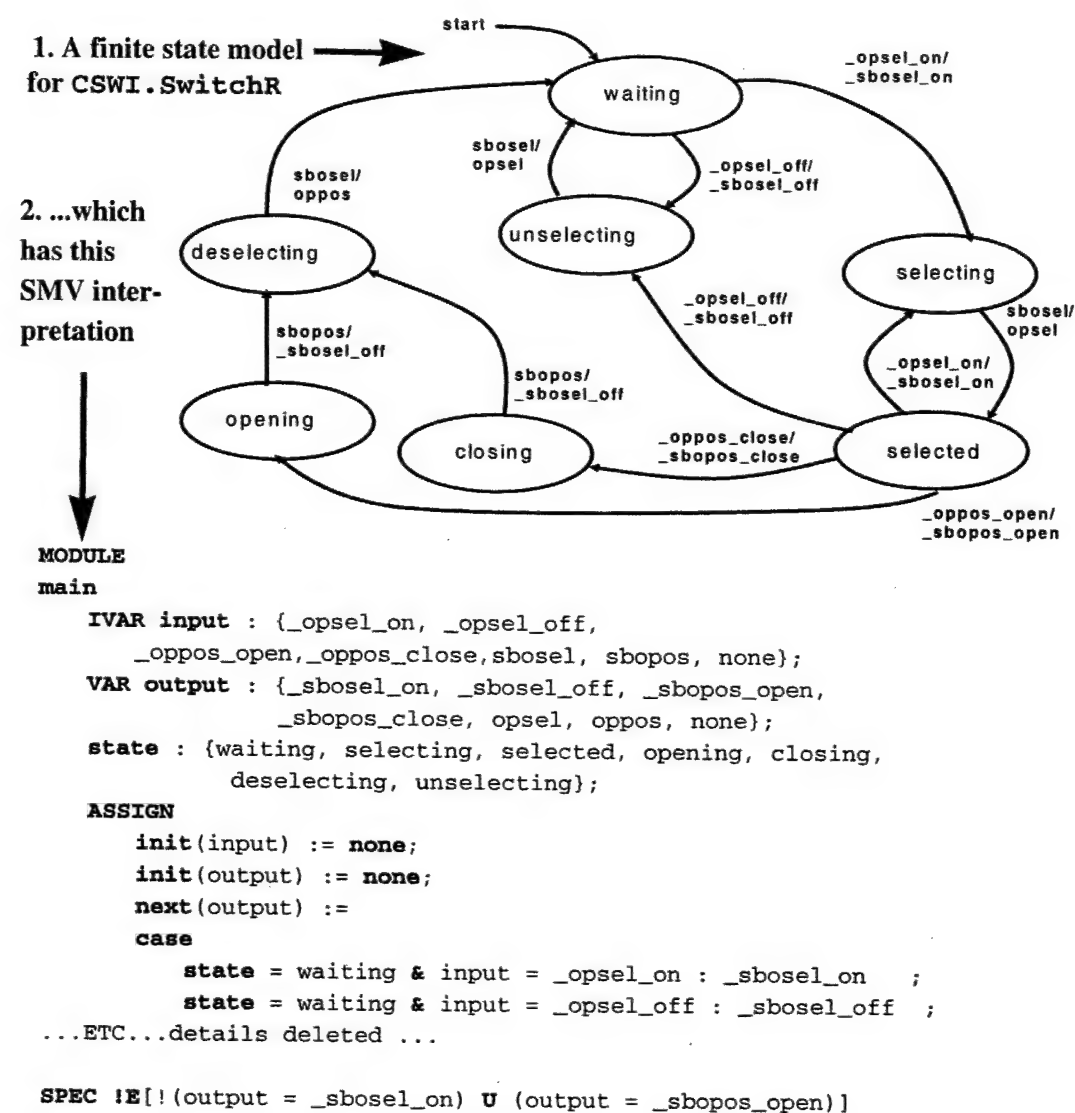 start
1. A finite state model
for CSWI.SwitchR
_opsel_on/
_sbosel_on
waiting
sbosel/
opsel
_opsel_off/
_sbosel_off
sbosel/
oppos
2. ...which
has this
SMV inter-
pretation
deselecting
unselecting
selecting
_opsel_off/
_sbosel_off
sbosel/
opsel
sbopos/
_sbosel_off
_opsel_on/
_sbosel_on
sbopos/
_sbosel_off
opening
closing
_oppos_close/
_sbopos_close
selected
_oppos_open/
_sbopos_open
MODULE
main
IVAR input : {_opsel_on, _opsel_off,
_oppos_open,_oppos_close,sbosel, sbopos, none};
VAR output : {_sbosel_on, _sbosel_off, _sbopos_open,
_sbopos_close, opsel, oppos, none};
state : {waiting, selecting, selected, opening, closing,
deselecting, unselecting};
ASSIGN
init(input) := none;
init(output) := none;
next(output) :=
case
state = waiting & input = _opsel_on : _sbosel_on ;
state = waiting & input = _opsel_off : _sbosel_off ;
...ETC...details deleted ...
SPEC !E[!(output = _sbosel_on) U (output = _sbopos_open)]